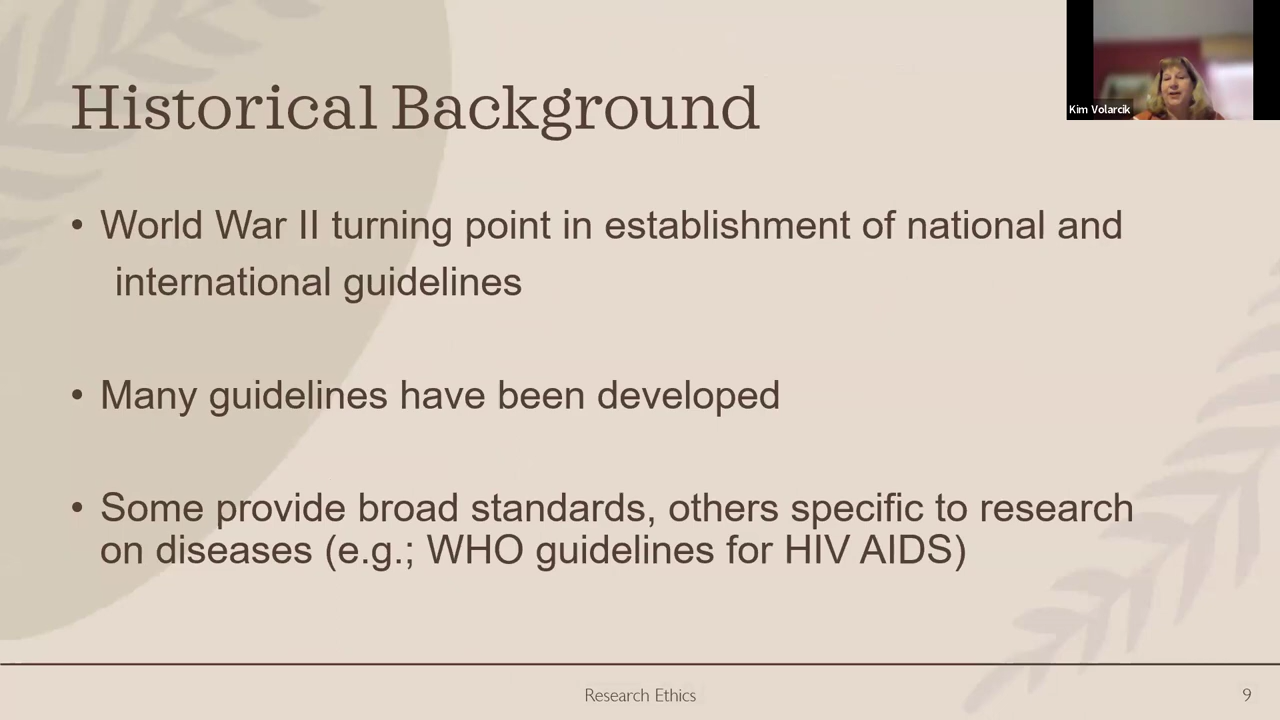 Historical Background
Kim Volarcik
• World War II turning point in establishment of national and
international guidelines
• Many guidelines have been developed
• Some provide broad standards, others specific to research
on diseases (e.g.; WHO guidelines for HIV AIDS)
Research Ethics
9